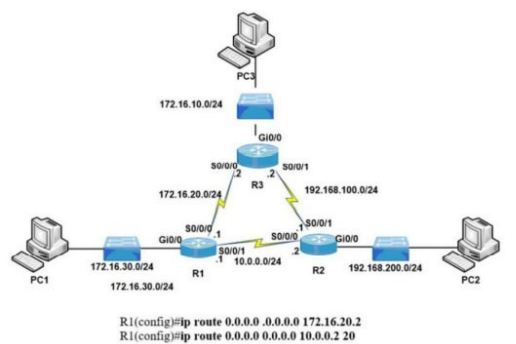 PC3
172.16.10.0/24
Gi0/0
S0/0/0
.2
.2
S0/0/1
R3
172.16.20.0/24
192.168.100.0/24
S0/0/0
.1
.1
S0/0/1
Gi0/0
S0/0/1
.1
S0/0/0
.2
Gi0/0
PC1
172.16.30.0/24
R1
10.0.0.0/24
R2
192.168.200.0/24
PC2
172.16.30.0/24
R1(config)#ip route 0.0.0.0 .0.0.0.0 172.16.20.2
R1(config)#ip route 0.0.0.0 0.0.0.0 10.0.0.2 20